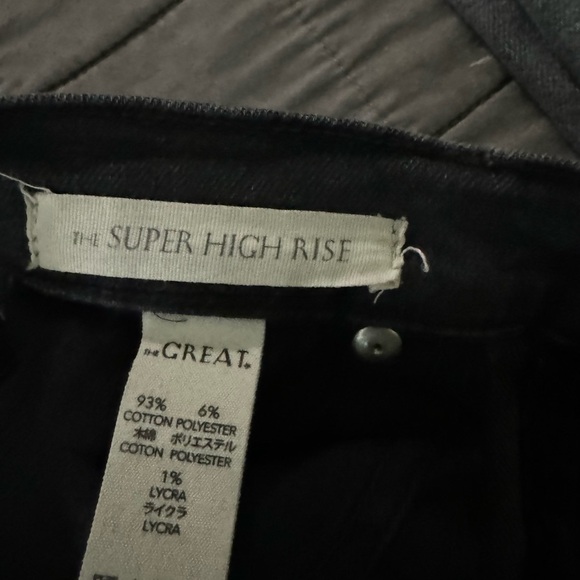 THE SUPER HIGH RISE
THE GREAT.
93% 6%
COTTON POLYESTER
木綿 ポリエステル
COTON POLYESTER
1%
LYCRA
ライクラ
LYCRA